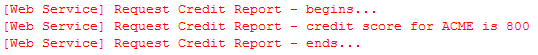 [Web Service] Request Credit Report - begins...
[Web Service] Request Credit Report - credit score for ACME is 800
[Web Service] Request Credit Report - ends...